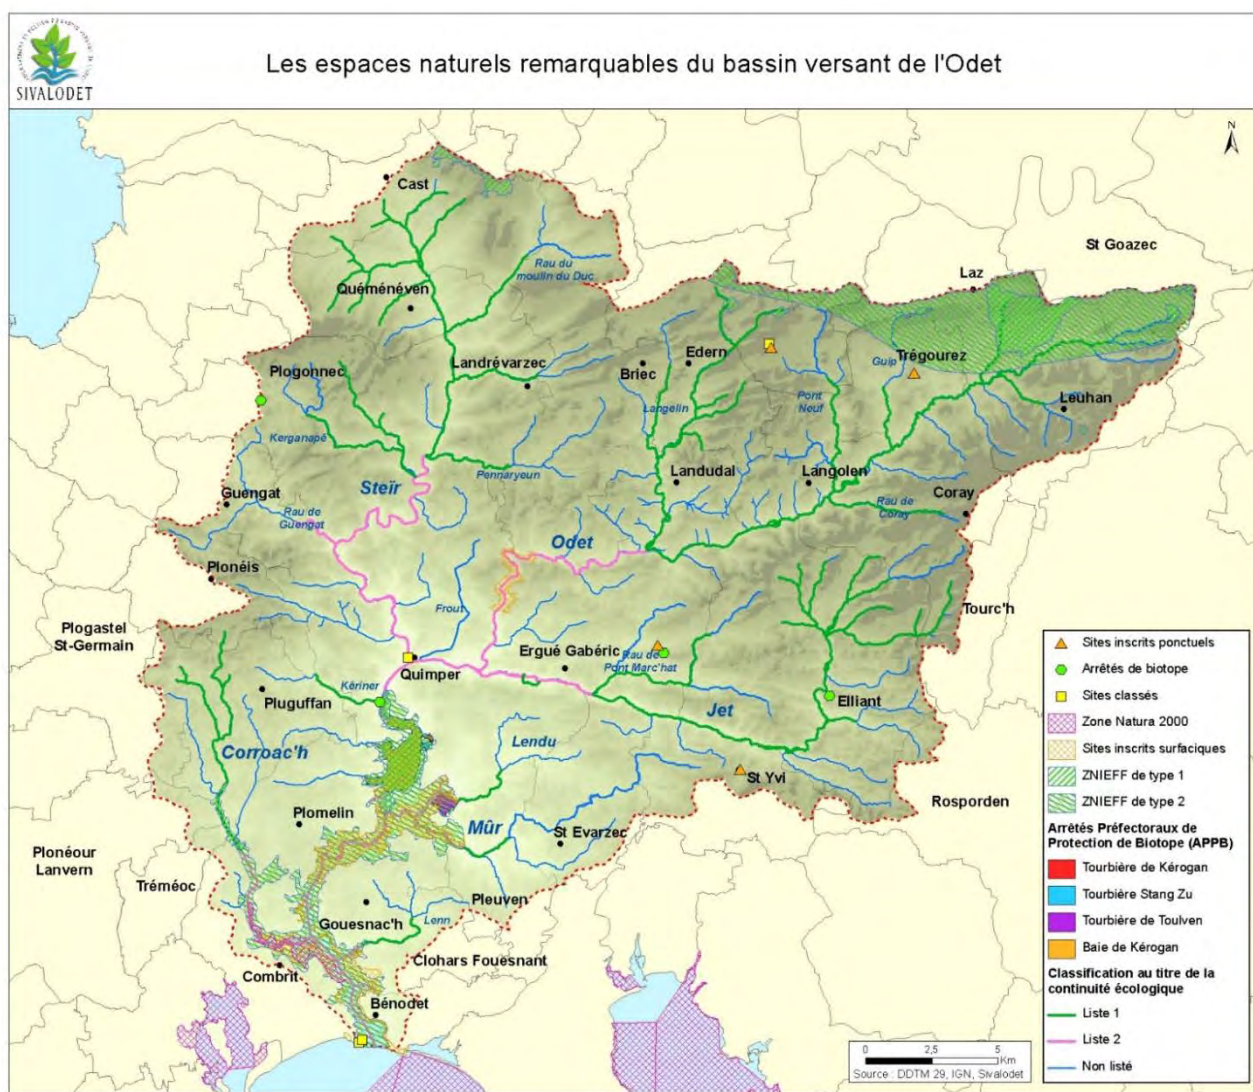 SIVALODET
Les espaces naturels remarquables du bassin versant de l'Odet
N
Cast
St Goazec
Rau du
moulin du Duc
Laz
Quéménéven
Edern
Trégourez
Landrévarzec
Briec
Guip
Plogonnec
Pont
Neuf
Leuhan
Langelin
Kerganapé
Pennaryeun
Landudal
Langolen
Steïr
Guengat
Rau de
Guengat
Rau de
Coray
Coray
Odet
Plonéis
Frout
Tourc'h
Plogastel
St-Germain
Ergué Gabéric
Rau de
Pont Marc'hat
Quimper
Kériner
Pluguffan
Elliant
Jet
Corroac'h
Lendu
St Yvi
Rosporden
Plomelin
Mûr
St Evarzec
Plonéour
Lanvern
Tréméoc
Pleuven
Gouesnac'h
Lenn
Clohars Fouesnant
Combrit
Bénodet
Sites inscrits ponctuels
Arrêtés de biotope
Sites classés
Zone Natura 2000
Sites inscrits surfaciques
ZNIEFF de type 1
ZNIEFF de type 2
Arrêtés Préfectoraux de
Protection de Biotope (APPB)
Tourbière de Kérogan
Tourbière Stang Zu
Tourbière de Toulven
Baie de Kérogan
Classification au titre de la
continuité écologique
Liste 1
Liste 2
Non listé
0 2,5 5
Km
Source : DDTM 29, IGN, Sivalodet